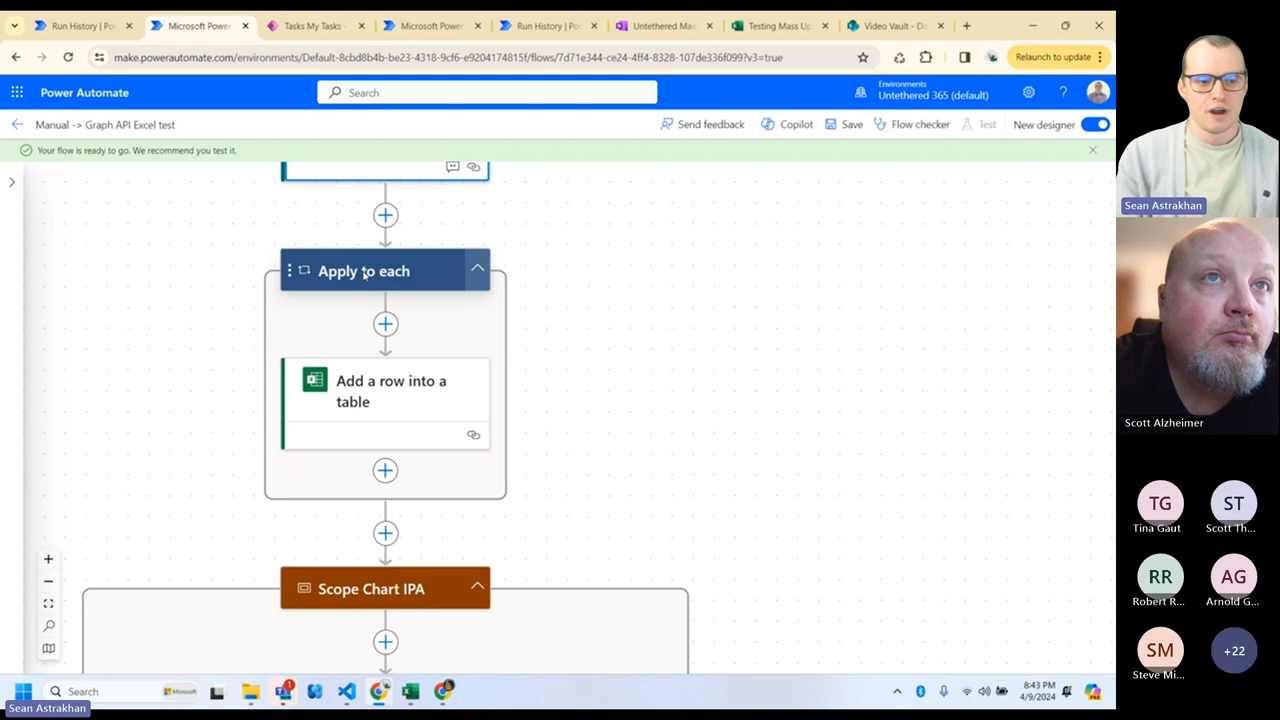 Run History | Po
Microsoft Power
Tasks My Tasks -
Microsoft Power
Run History | Po
Untethered Mai
Testing Mass Up
Video Vault - Do
make.powerautomate.com/environments/Default-8cbd8b4b-be23-4318-9cf6-e9204174815f/flows/7d71e344-ce24-4ff4-8328-107de336f099?v3=true
Relaunch to update
Power Automate
Search
Environments
Untethered 365 (default)
Manual -> Graph API Excel test
Send feedback
Copilot
Save
Flow checker
Test
New designer
Your flow is ready to go. We recommend you test it.
Apply to each
Add a row into a
table
Scope Chart IPA
Sean Astrakhan
Scott Alzheimer
TG
Tina Gaut
ST
Scott Th...
RR
Robert R...
AG
Arnold G...
SM
Steve Mi...
+22
Search
Microsoft
8:43 PM
4/9/2024
Sean Astrakhan